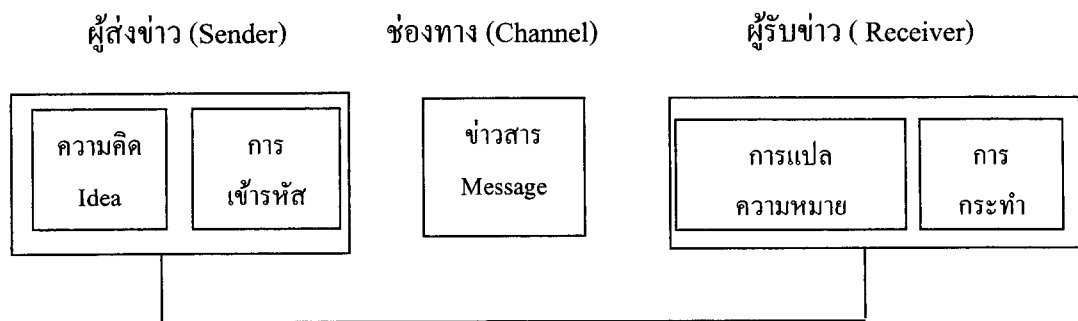 ผู้ส่งข่าว (Sender)
ช่องทาง (Channel)
ผู้รับข่าว ( Receiver)
ความคิด
Idea
การ
เข้ารหัส
ข่าวสาร
Message
การแปล
ความหมาย
การ
กระทำ